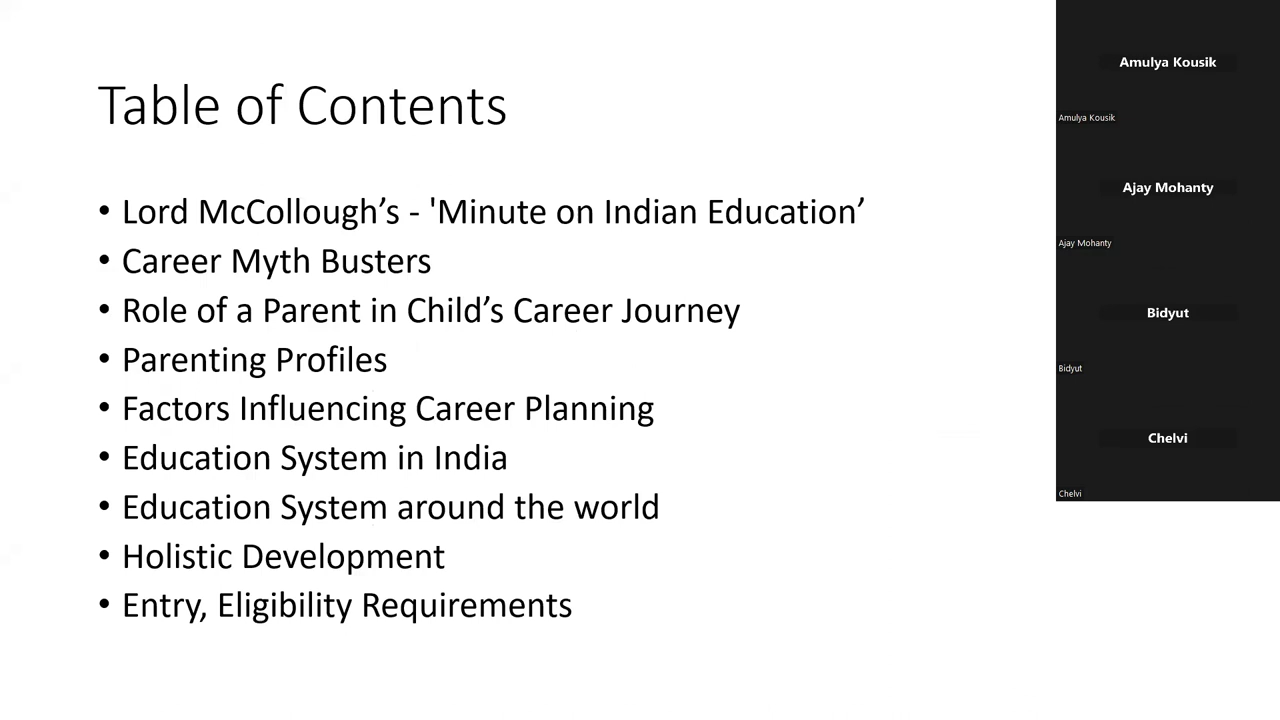 Table of Contents
• Lord McCollough’s - 'Minute on Indian Education’
• Career Myth Busters
• Role of a Parent in Child’s Career Journey
• Parenting Profiles
• Factors Influencing Career Planning
• Education System in India
• Education System around the world
• Holistic Development
• Entry, Eligibility Requirements
Amulya Kousik
Amulya Kousik
Ajay Mohanty
Ajay Mohanty
Bidyut
Bidyut
Chelvi
Chelvi